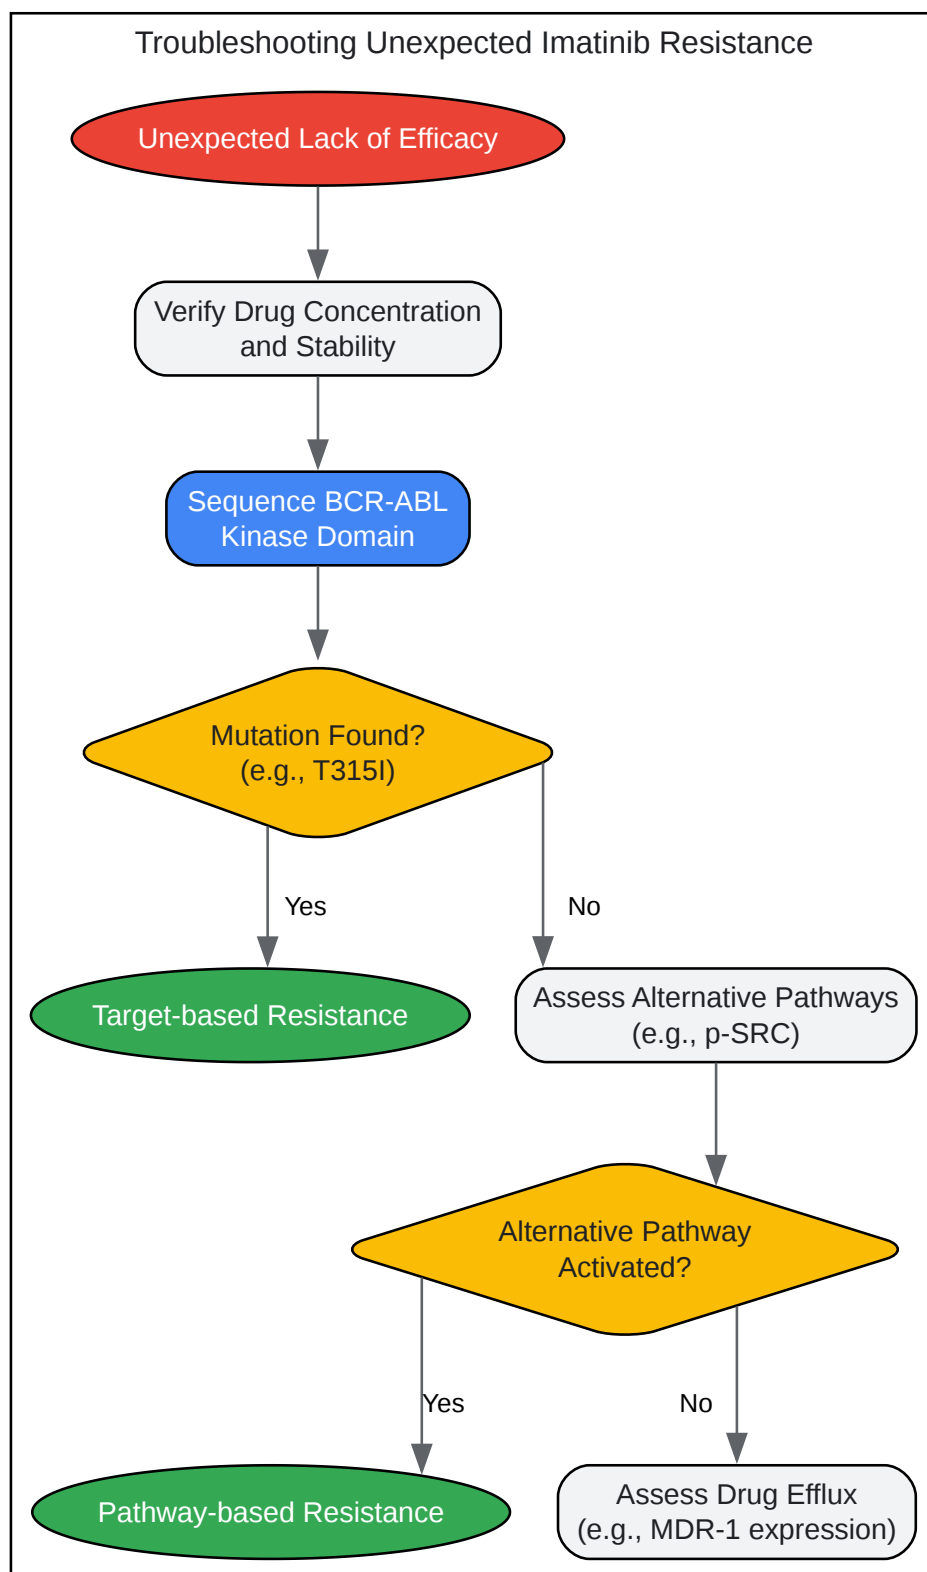 Troubleshooting Unexpected Imatinib Resistance
Unexpected Lack of Efficacy
Verify Drug Concentration
and Stability
Sequence BCR-ABL
Kinase Domain
Mutation Found?
(e.g., T315I)
Yes
No
Target-based Resistance
Assess Alternative Pathways
(e.g., p-SRC)
Alternative Pathway
Activated?
Yes
No
Pathway-based Resistance
Assess Drug Efflux
(e.g., MDR-1 expression)